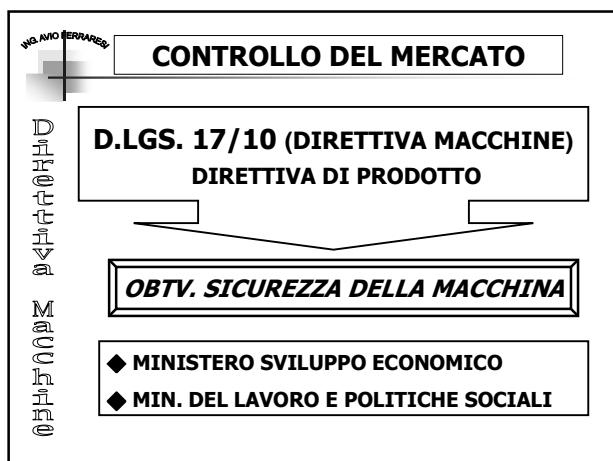 ING. AVIO FERRARESI
CONTROLLO DEL MERCATO
Direttiva Macchine
D.LGS. 17/10 (DIRETTIVA MACCHINE)
DIRETTIVA DI PRODOTTO
OBTV. SICUREZZA DELLA MACCHINA
◆ MINISTERO SVILUPPO ECONOMICO
◆ MIN. DEL LAVORO E POLITICHE SOCIALI